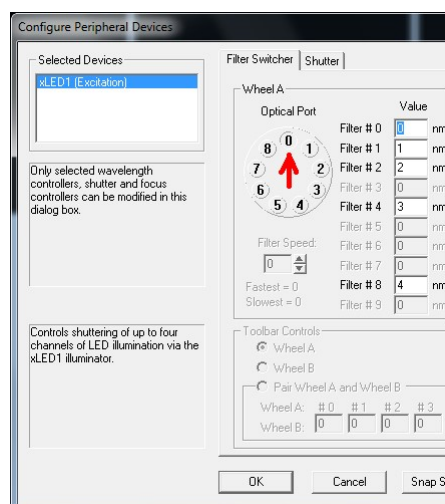 Configure Peripheral Devices
Selected Devices
xLED1 (Excitation)
Only selected wavelength
controllers, shutter and focus
controllers can be modified in this
dialog box.
Controls shuttering of up to four
channels of LED illumination via the
xLED1 illuminator.
Filter Switcher Shutter
Wheel A
Optical Port
Value
0 1 2 3 4 5 6 7 8
Filter # 0 0 nm
Filter # 1 1 nm
Filter # 2 2 nm
Filter # 3 0 nm
Filter # 4 3 nm
Filter # 5 0 nm
Filter # 6 0 nm
Filter # 7 0 nm
Filter # 8 4 nm
Filter # 9 0 nm
Filter Speed:
0
Fastest = 0
Slowest = 0
Toolbar Controls
Wheel A
Wheel B
Pair Wheel A and Wheel B
Wheel A: # 0 # 1 # 2 # 3
Wheel B: 0 0 0 0
OK Cancel Snap S